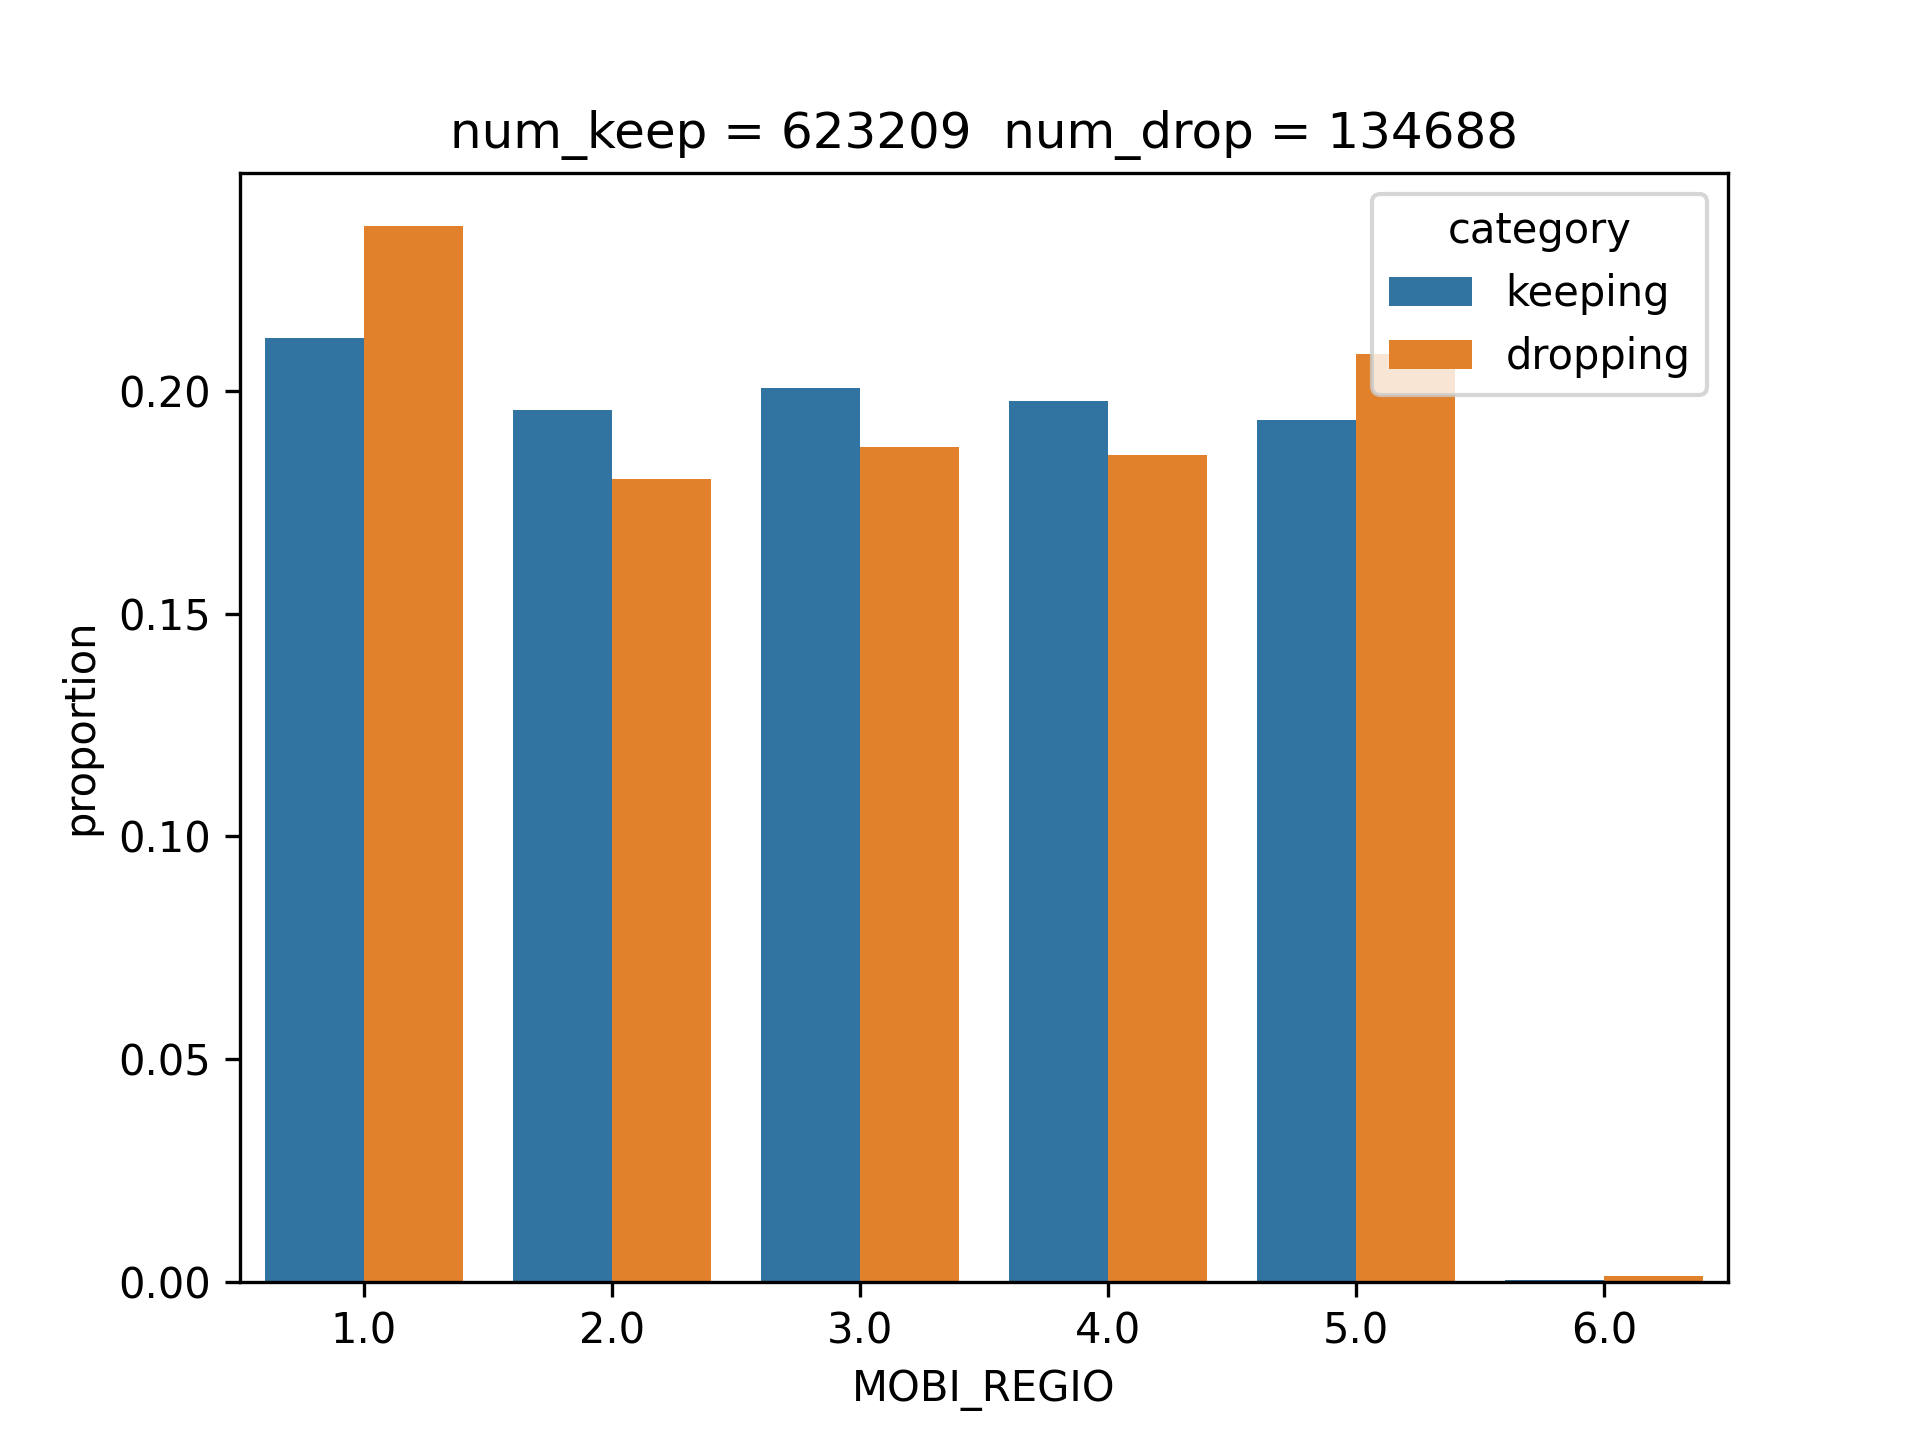 num_keep = 623209  num_drop = 134688
category
keeping
dropping
proportion
0.20
0.15
0.10
0.05
0.00
1.0 2.0 3.0 4.0 5.0 6.0
MOBI_REGIO